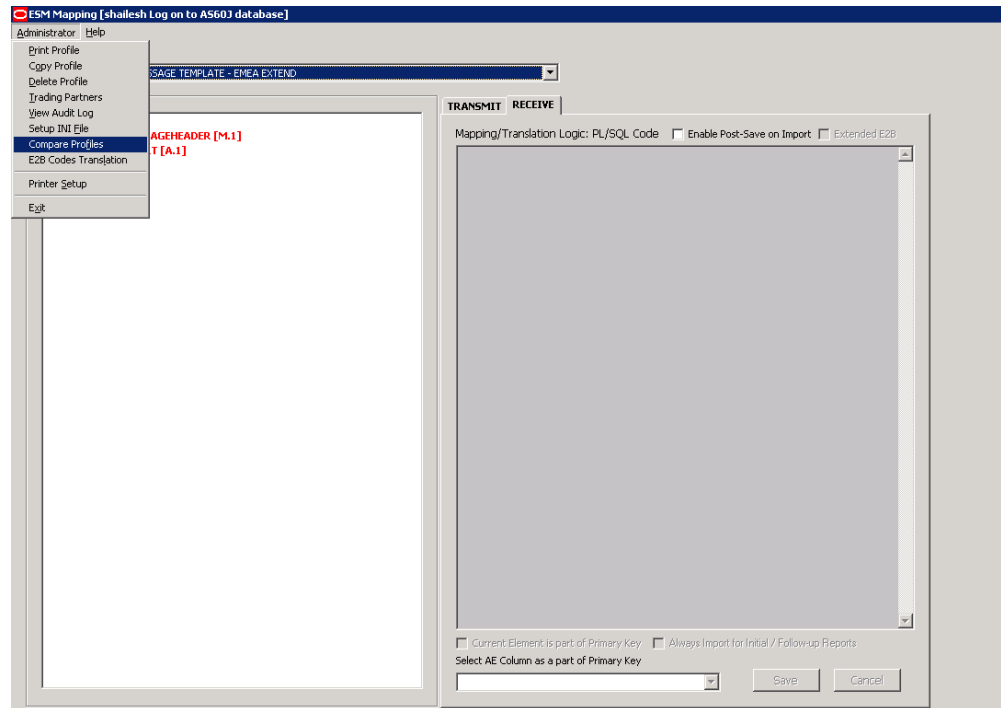 ESM Mapping [shailesh Log on to AS60J database]
Administrator Help
Print Profile
Copy Profile
Delete Profile
Trading Partners
View Audit Log
Setup INI File
Compare Profiles
E2B Codes Translation
Printer Setup
Exit
SSAGE TEMPLATE - EMEA EXTEND
AGEHEADER [M.1]
T [A.1]
TRANSMIT RECEIVE
Mapping/Translation Logic: PL/SQL Code Enable Post-Save on Import Extended E2B
Current Element is part of Primary Key Always Import for Initial / Follow-up Reports
Select AE Column as a part of Primary Key
Save Cancel